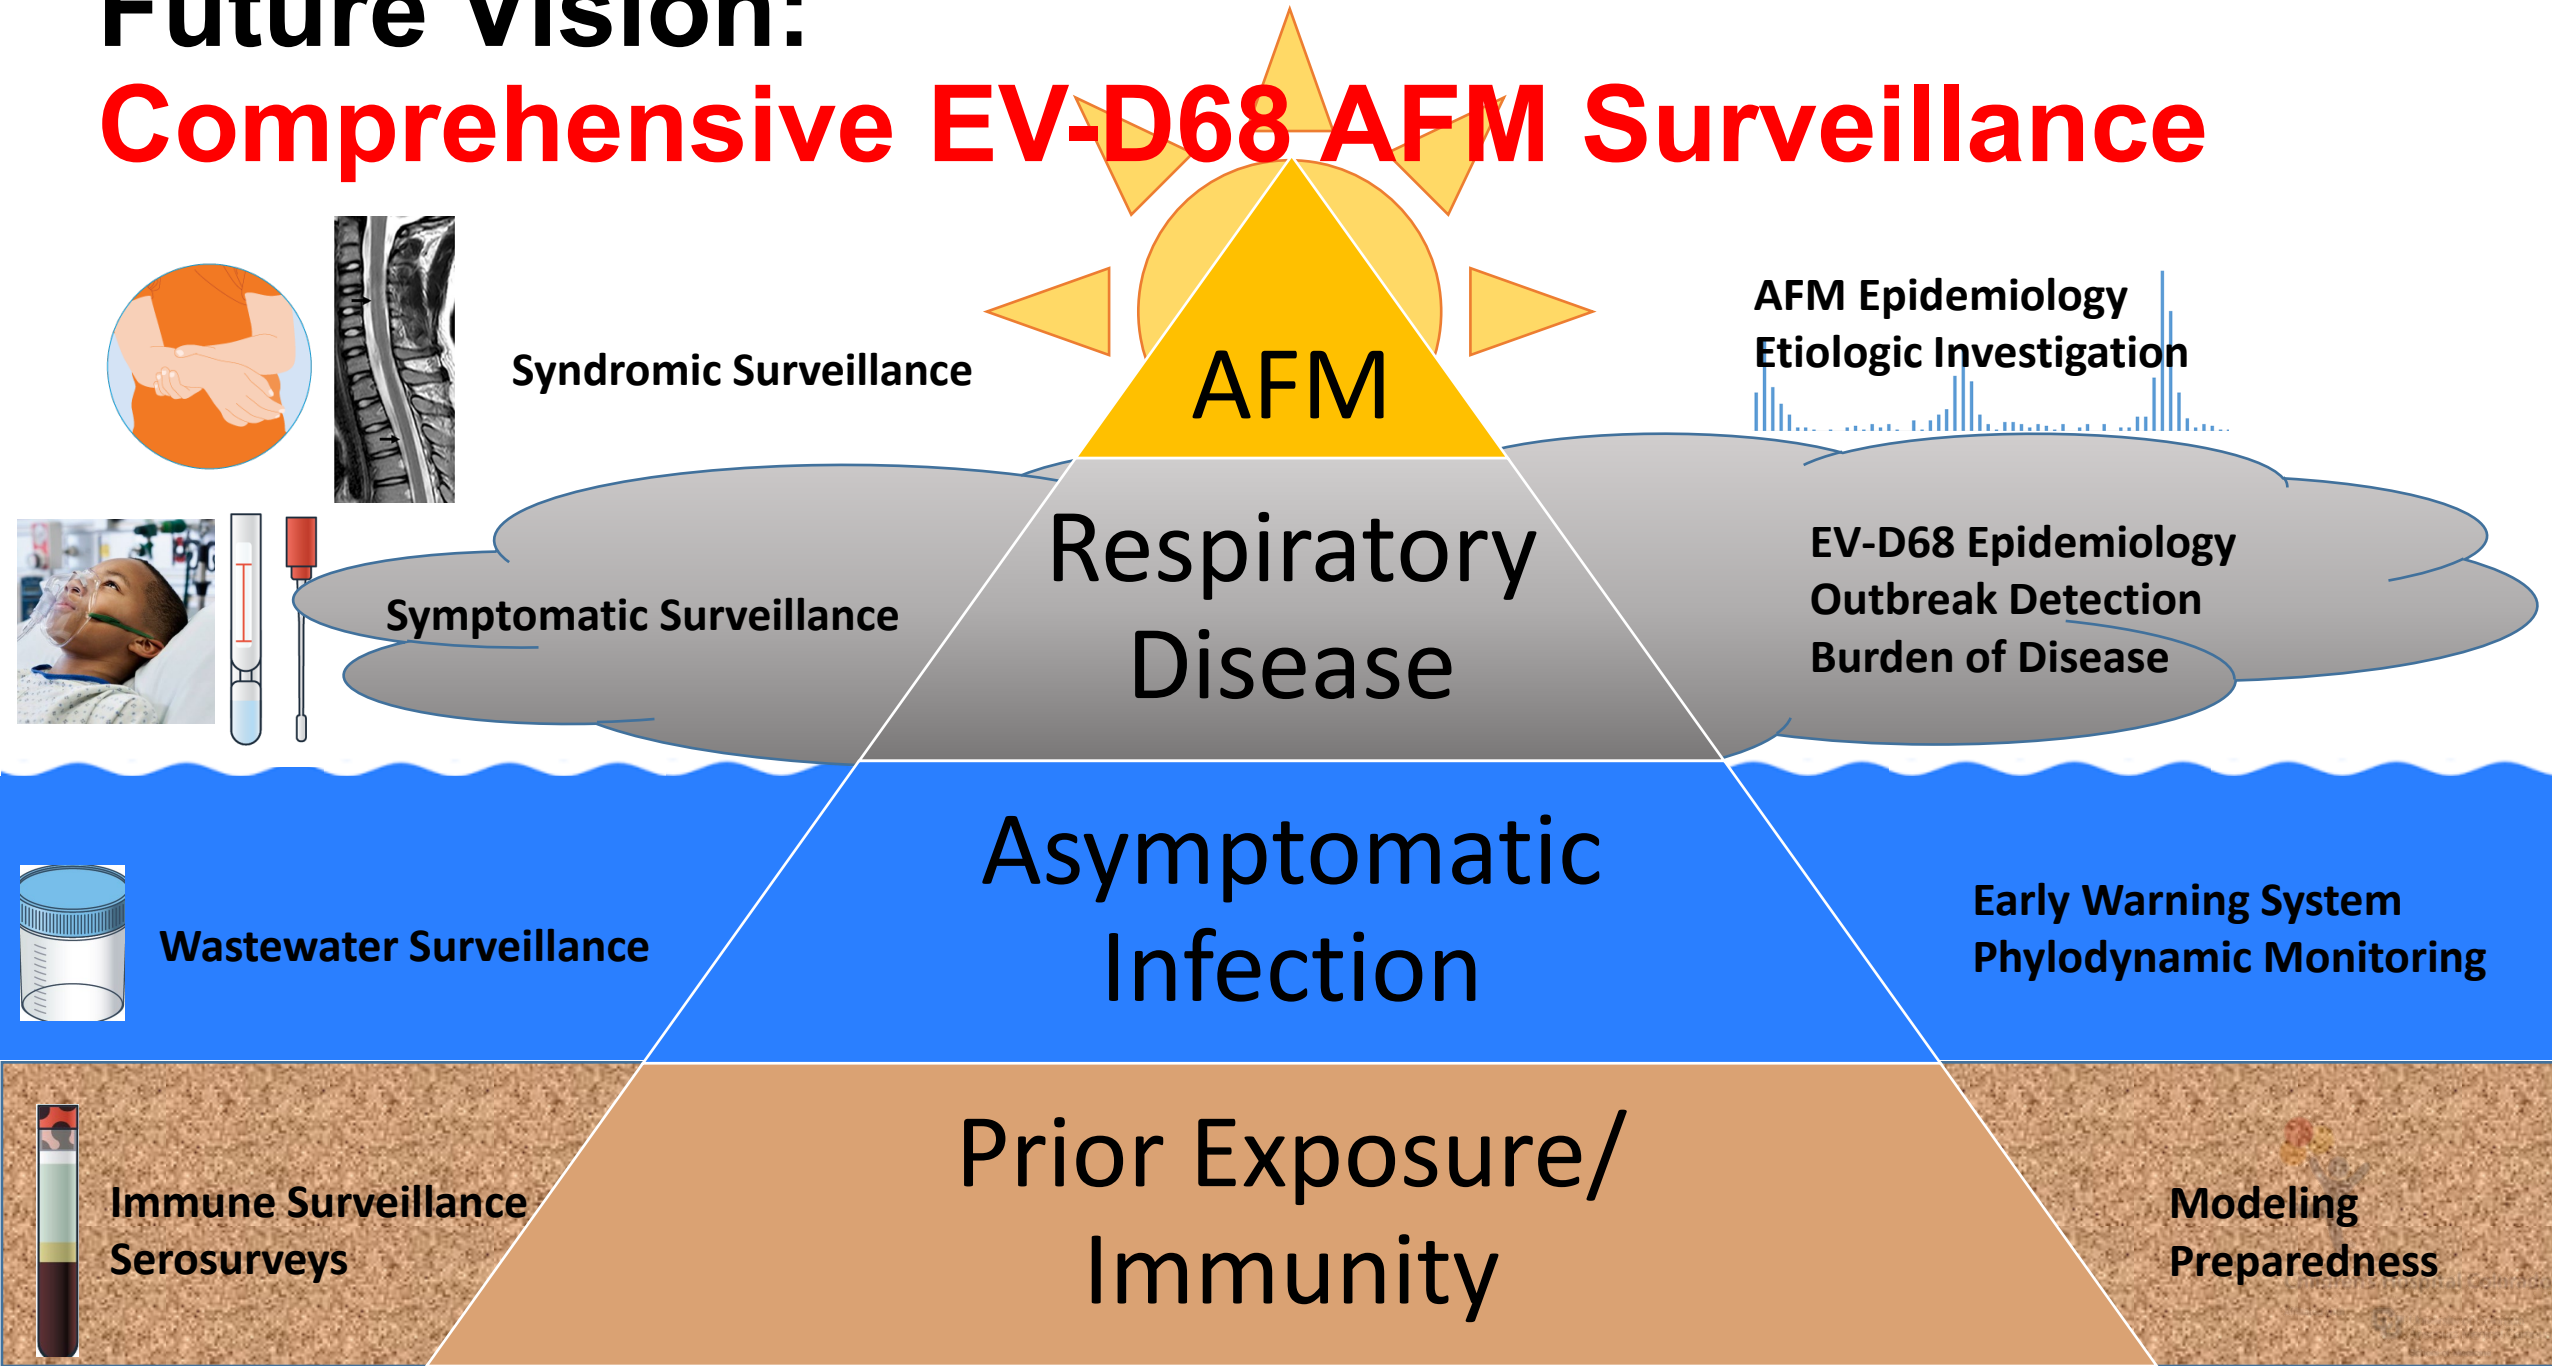 Future Vision:
Comprehensive EV-D68 AFM Surveillance
Syndromic Surveillance
AFM
AFM Epidemiology
Etiologic Investigation
Symptomatic Surveillance
Respiratory
Disease
EV-D68 Epidemiology
Outbreak Detection
Burden of Disease
Wastewater Surveillance
Asymptomatic
Infection
Early Warning System
Phylodynamic Monitoring
Immune Surveillance
Serosurveys
Prior Exposure/
Immunity
Modeling
Preparedness